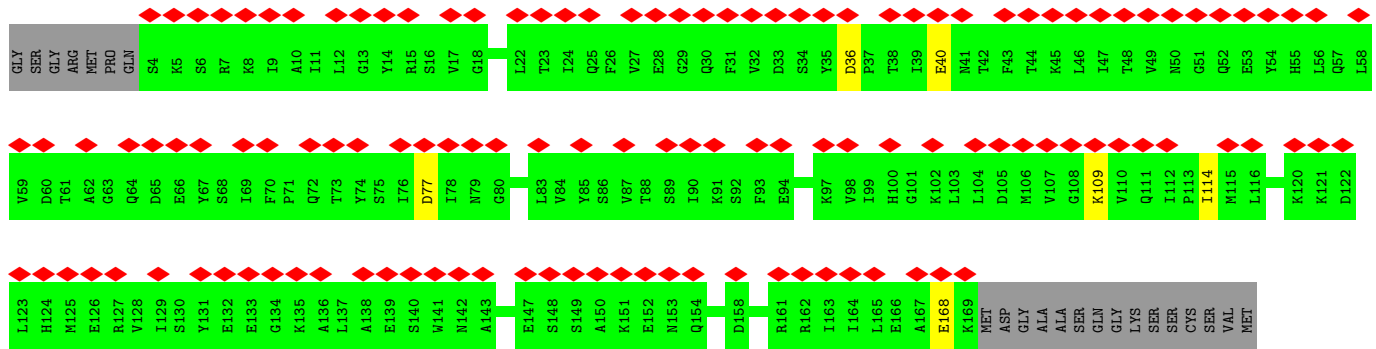 GLY SER GLY ARG MET PRO GLN S4 K5 S6 R7 K8 I9 A10 I11 L12 G13 Y14 R15 S16 V17 G18 L22 T23 I24 Q25 F26 V27 E28 G29 Q30 F31 V32 D33 S34 Y35 D36 P37 T38 I39 E40 N41 T42 F43 T44 K45 L46 I47 T48 V49 N50 G51 Q52 E53 Y54 H55 L56 Q57 L58
V59 D60 T61 A62 G63 Q64 D65 E66 Y67 S68 I69 F70 P71 Q72 T73 Y74 S75 I76 D77 I78 N79 G80 L83 V84 Y85 S86 V87 T88 S89 I90 K91 S92 F93 E94 K97 V98 I99 H100 G101 K102 L103 L104 D105 M106 V107 G108 K109 V110 Q111 I112 P113 I114 M115 L116 K120 K121 D122
L123 H124 M125 E126 R127 V128 I129 S130 Y131 E132 E133 G134 K135 A136 L137 A138 E139 S140 W141 N142 A143 E147 S148 S149 A150 K151 E152 N153 Q154 D158 R161 R162 I163 I164 L165 E166 A167 E168 K169 MET ASP GLY ALA ALA SER GLN GLY LYS SER SER CYS SER VAL MET